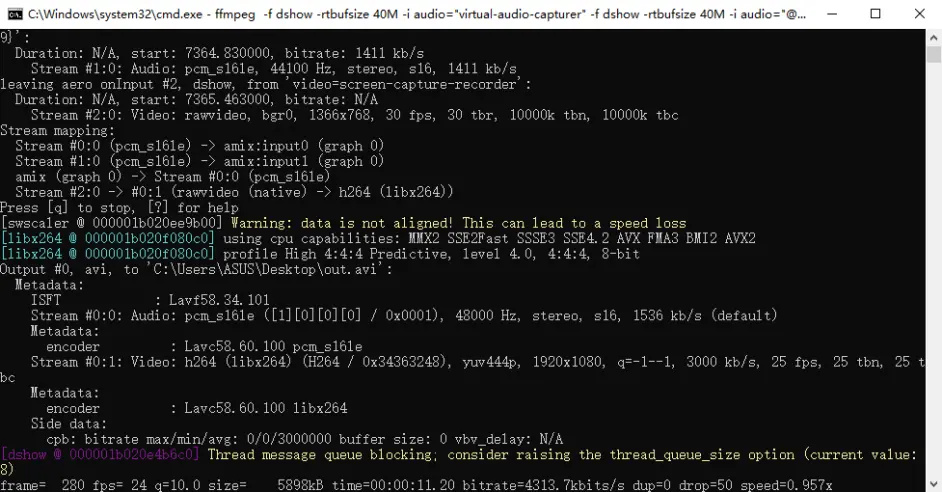 C:\Windows\system32\cmd.exe - ffmpeg  -f dshow -rtbufsize 40M -i audio="virtual-audio-capturer" -f dshow -rtbufsize 40M -i audio="@...
9}':
  Duration: N/A, start: 7364.830000, bitrate: 1411 kb/s
    Stream #1:0: Audio: pcm_s16le, 44100 Hz, stereo, s16, 1411 kb/s
leaving aero onInput #2, dshow, from 'video=screen-capture-recorder':
  Duration: N/A, start: 7365.463000, bitrate: N/A
    Stream #2:0: Video: rawvideo, bgr0, 1366x768, 30 fps, 30 tbr, 10000k tbn, 10000k tbc
Stream mapping:
  Stream #0:0 (pcm_s16le) -> amix:input0 (graph 0)
  Stream #1:0 (pcm_s16le) -> amix:input1 (graph 0)
  amix (graph 0) -> Stream #0:0 (pcm_s16le)
  Stream #2:0 -> #0:1 (rawvideo (native) -> h264 (libx264))
Press [q] to stop, [?] for help
[swscaler @ 000001b020ee9b00] Warning: data is not aligned! This can lead to a speed loss
[libx264 @ 000001b020f080c0] using cpu capabilities: MMX2 SSE2Fast SSSE3 SSE4.2 AVX FMA3 BMI2 AVX2
[libx264 @ 000001b020f080c0] profile High 4:4:4 Predictive, level 4.0, 4:4:4, 8-bit
Output #0, avi, to 'C:\Users\ASUS\Desktop\out.avi':
  Metadata:
    ISFT            : Lavf58.34.101
    Stream #0:0: Audio: pcm_s16le ([1][0][0][0] / 0x0001), 48000 Hz, stereo, s16, 1536 kb/s (default)
    Metadata:
      encoder         : Lavc58.60.100 pcm_s16le
    Stream #0:1: Video: h264 (libx264) (H264 / 0x34363248), yuv444p, 1920x1080, q=-1--1, 3000 kb/s, 25 fps, 25 tbn, 25 t
bc
    Metadata:
      encoder         : Lavc58.60.100 libx264
    Side data:
      cpb: bitrate max/min/avg: 0/0/3000000 buffer size: 0 vbv_delay: N/A
[dshow @ 000001b020e4b6c0] Thread message queue blocking; consider raising the thread_queue_size option (current value:
8)
frame=  280 fps= 24 q=10.0 size=    5898kB time=00:00:11.20 bitrate=4313.7kbits/s dup=0 drop=50 speed=0.957x